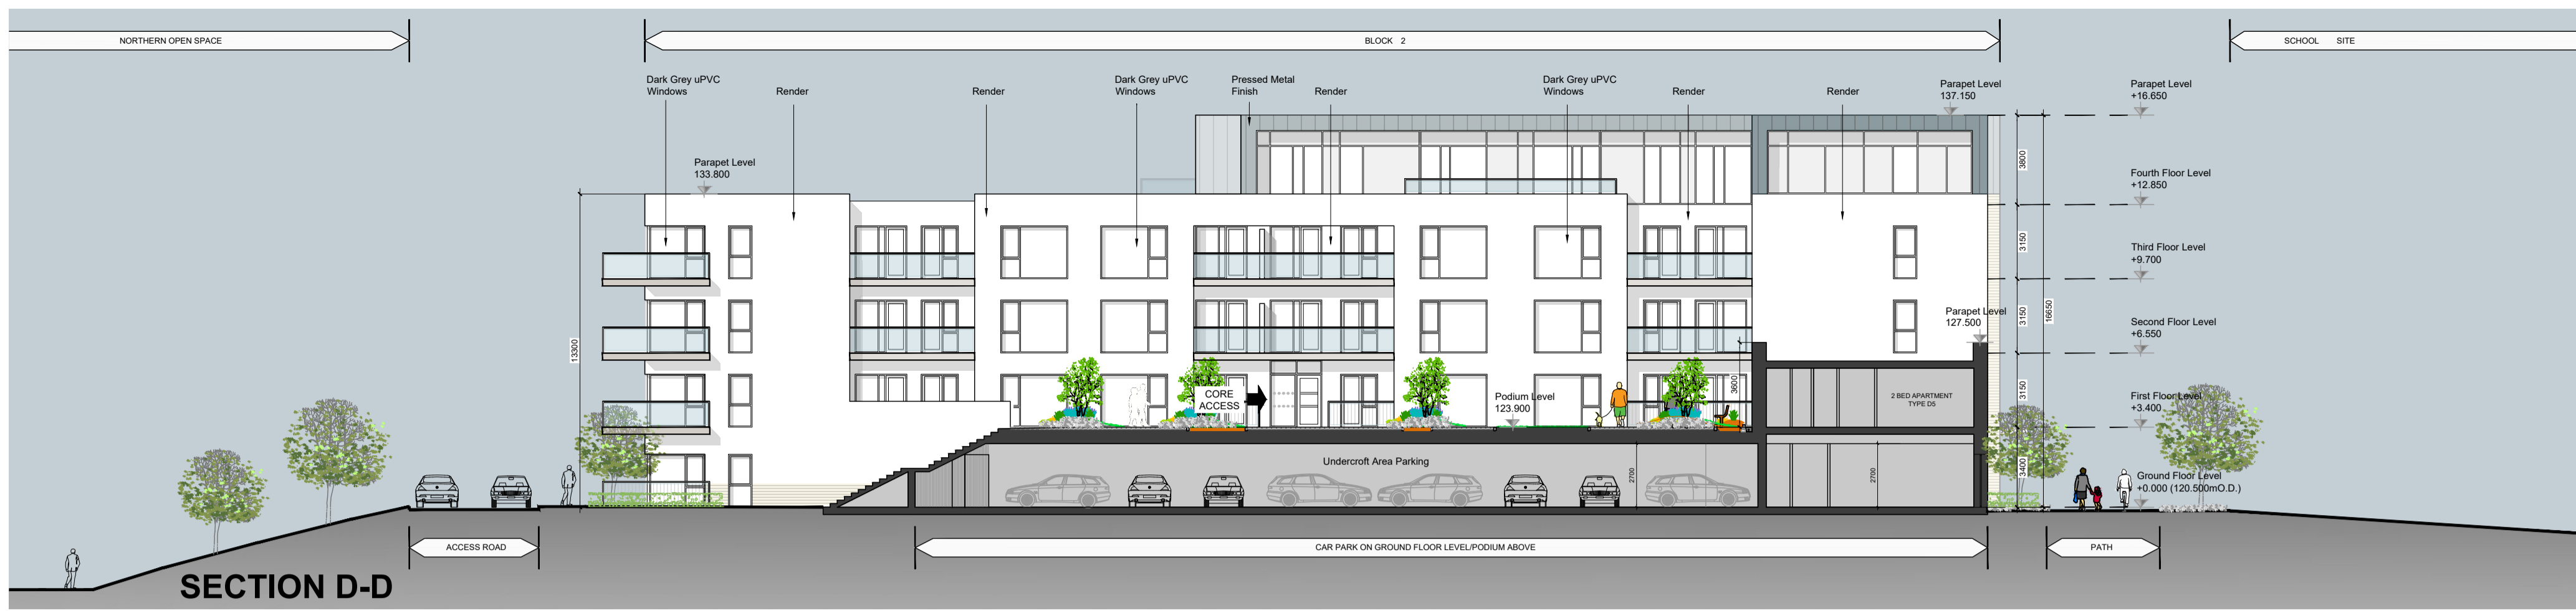 NORTHERN OPEN SPACE
BLOCK 2
SCHOOL SITE
Dark Grey uPVC
Windows
Render
Render
Dark Grey uPVC
Windows
Pressed Metal
Finish
Render
Dark Grey uPVC
Windows
Render
Render
Parapet Level
137.150
Parapet Level
+16.650
Parapet Level
133.800
3800
Fourth Floor Level
+12.850
3150
Third Floor Level
+9.700
Parapet Level
127.500
3150
16650
Second Floor Level
+6.550
13300
3600
3150
CORE
ACCESS
Podium Level
123.900
2 BED APARTMENT
TYPE D5
First Floor Level
+3.400
Undercroft Area Parking
2700
2700
3400
Ground Floor Level
+0.000 (120.500mO.D.)
ACCESS ROAD
CAR PARK ON GROUND FLOOR LEVEL/PODIUM ABOVE
PATH
SECTION D-D